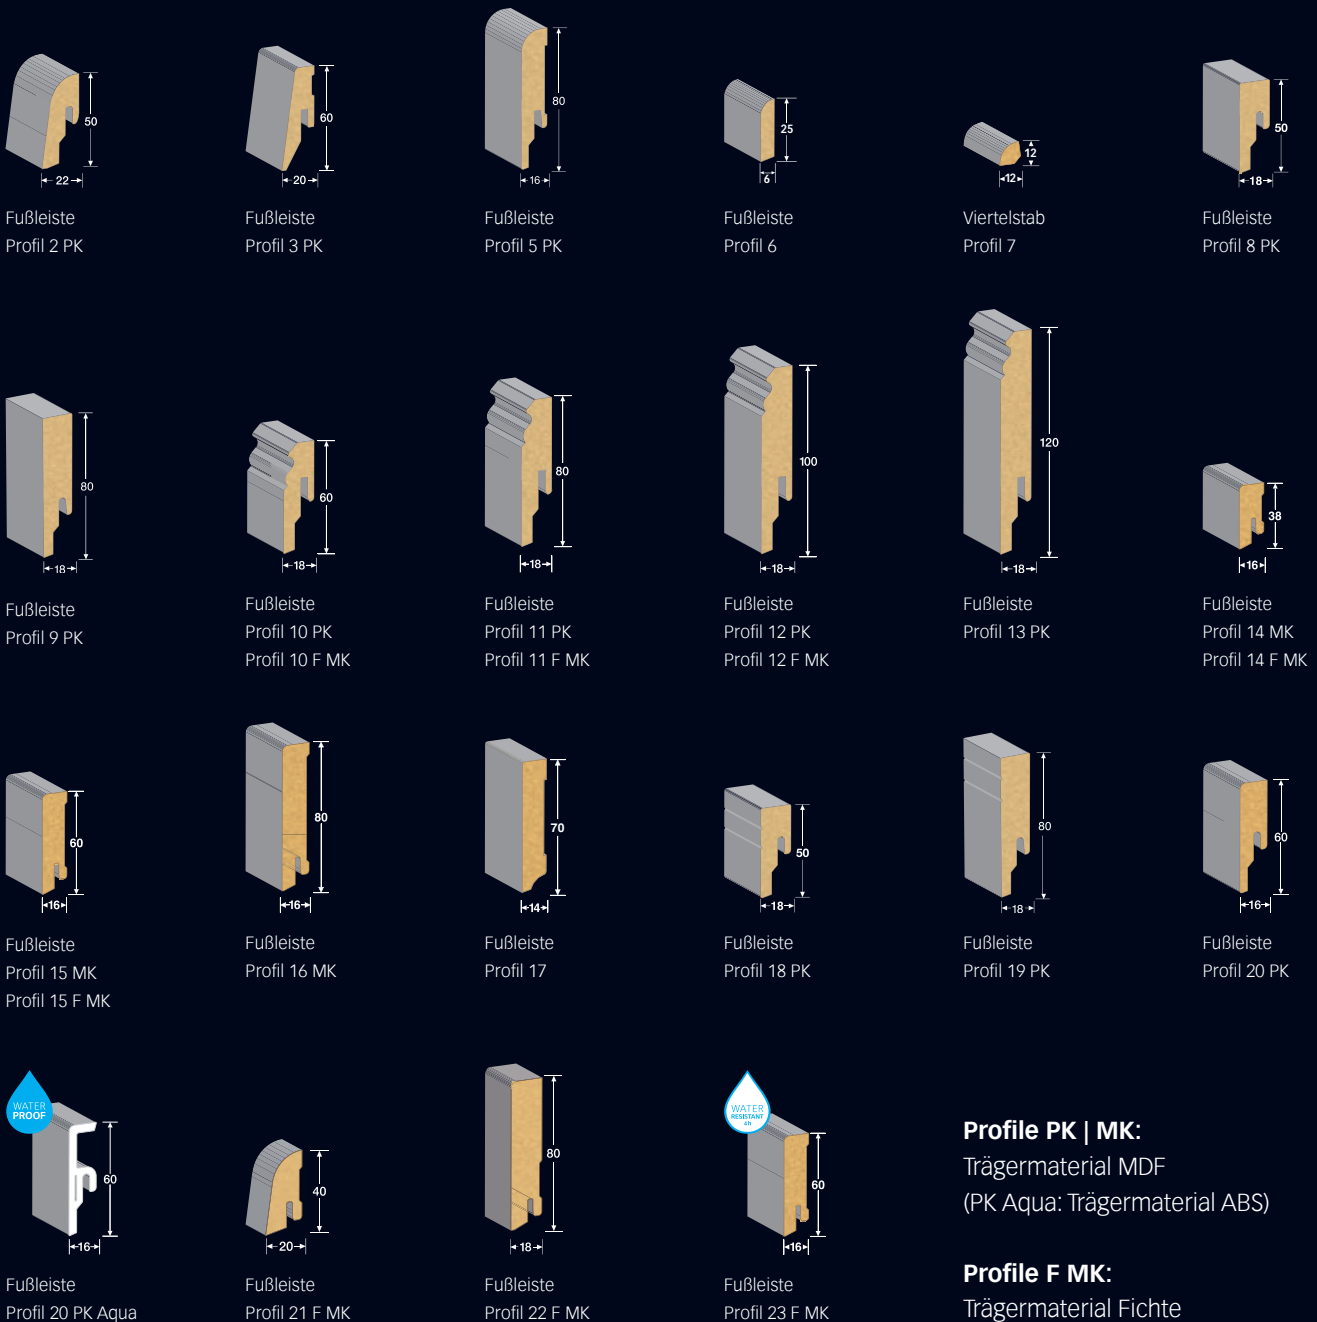 50
22
Fußleiste
Profil 2 PK
60
20
Fußleiste
Profil 3 PK
80
16
Fußleiste
Profil 5 PK
25
6
Fußleiste
Profil 6
12
12
Viertelstab
Profil 7
50
18
Fußleiste
Profil 8 PK
80
18
Fußleiste
Profil 9 PK
60
18
Fußleiste
Profil 10 PK
Profil 10 F MK
80
18
Fußleiste
Profil 11 PK
Profil 11 F MK
100
18
Fußleiste
Profil 12 PK
Profil 12 F MK
120
18
Fußleiste
Profil 13 PK
38
16
Fußleiste
Profil 14 MK
Profil 14 F MK
60
16
Fußleiste
Profil 15 MK
Profil 15 F MK
80
16
Fußleiste
Profil 16 MK
70
14
Fußleiste
Profil 17
50
18
Fußleiste
Profil 18 PK
80
18
Fußleiste
Profil 19 PK
60
16
Fußleiste
Profil 20 PK
WATER
PROOF
60
16
Fußleiste
Profil 20 PK Aqua
40
20
Fußleiste
Profil 21 F MK
80
18
Fußleiste
Profil 22 F MK
WATER
RESISTANT
4h
60
16
Fußleiste
Profil 23 F MK
Profile PK | MK:
Trägermaterial MDF
(PK Aqua: Trägermaterial ABS)
Profile F MK:
Trägermaterial Fichte